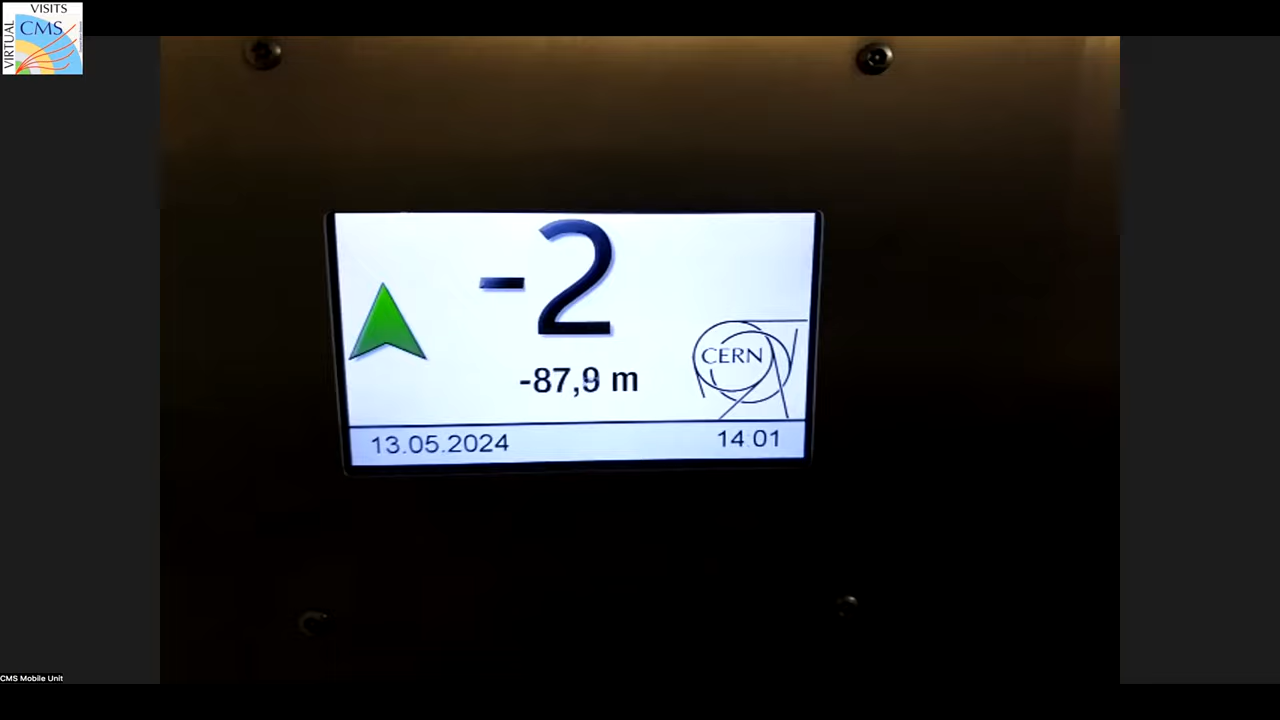 VISITS
VIRTUAL
CMS
-2
-87,9 m
CERN
13.05.2024
14:01
CMS Mobile Unit